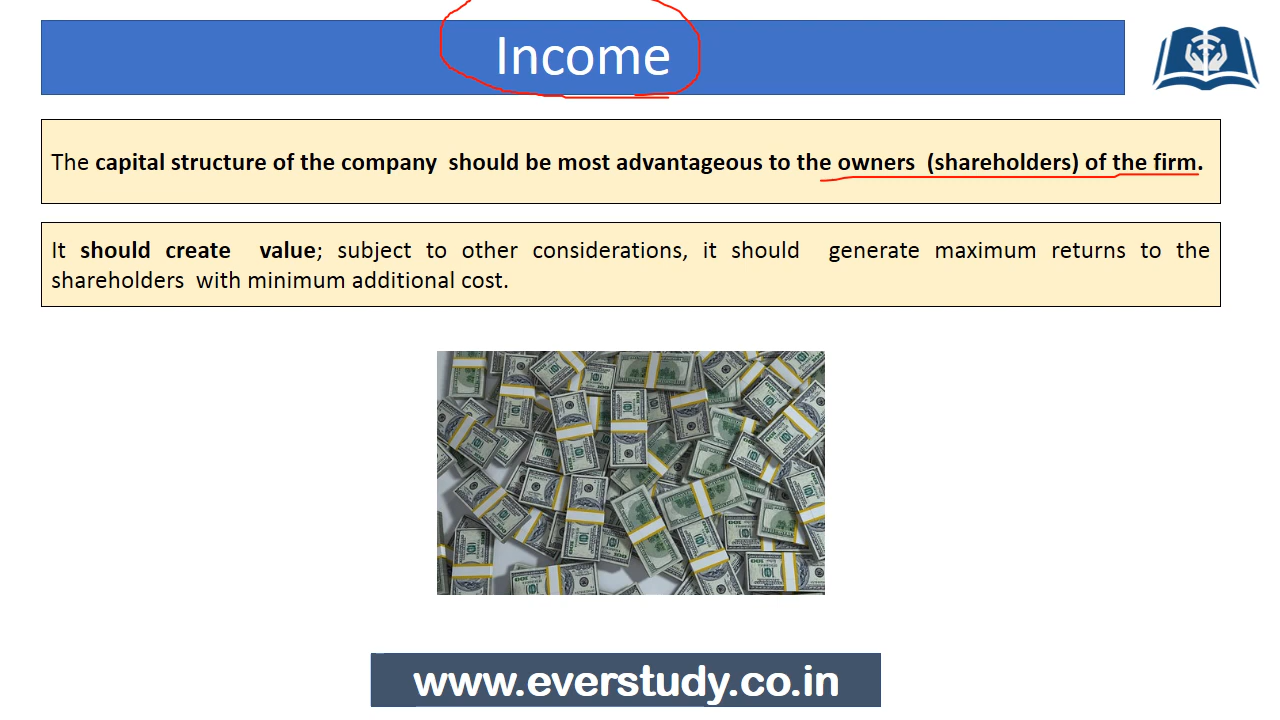 Income
The capital structure of the company should be most advantageous to the owners (shareholders) of the firm.
It should create value; subject to other considerations, it should generate maximum returns to the
shareholders with minimum additional cost.
www.everstudy.co.in